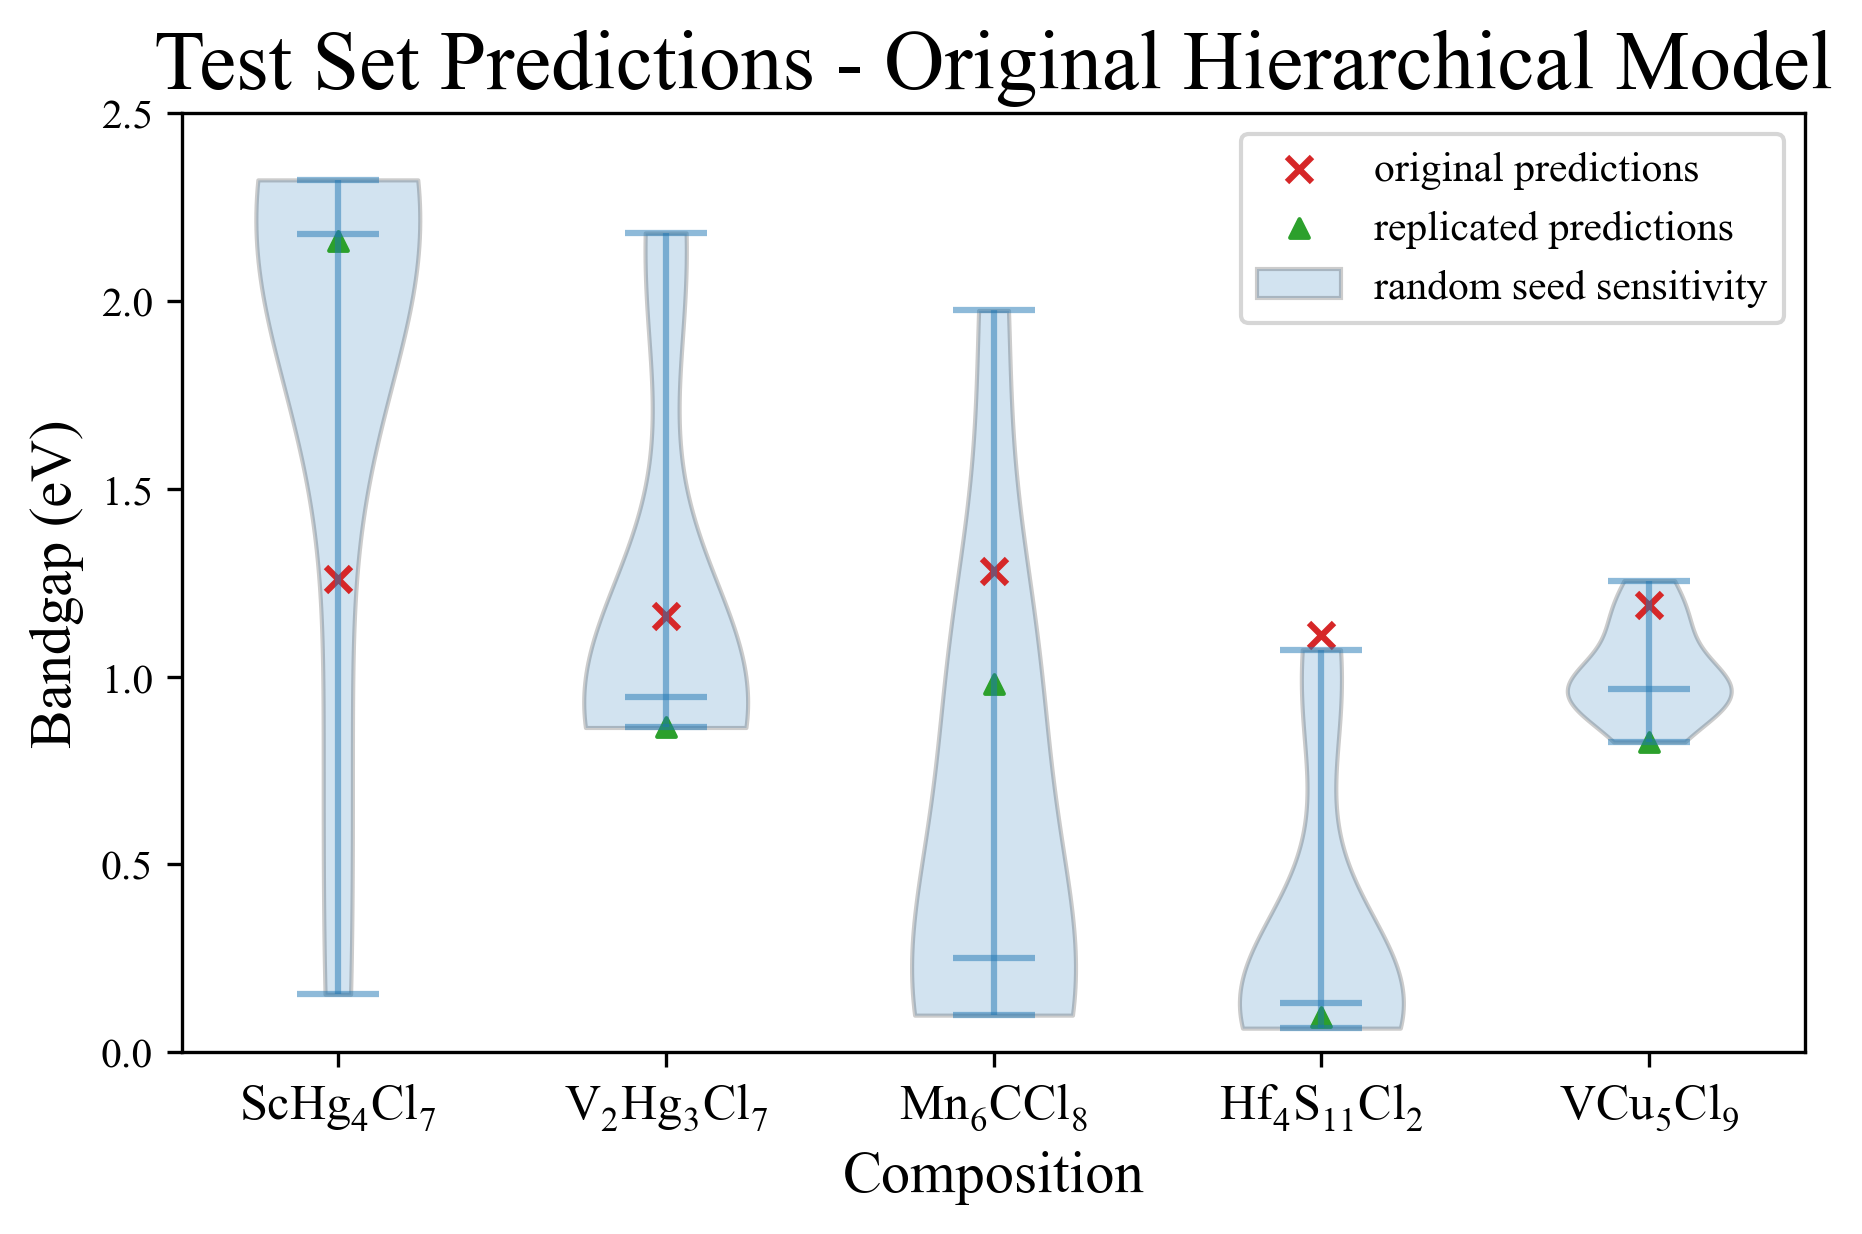 Test Set Predictions - Original Hierarchical Model
2.5
2.0
1.5
1.0
0.5
0.0
Bandgap (eV)
original predictions
replicated predictions
random seed sensitivity
ScHg₄Cl₇ V₂Hg₃Cl₇ Mn₆CCl₈ Hf₄S₁₁Cl₂ VCu₅Cl₉
Composition